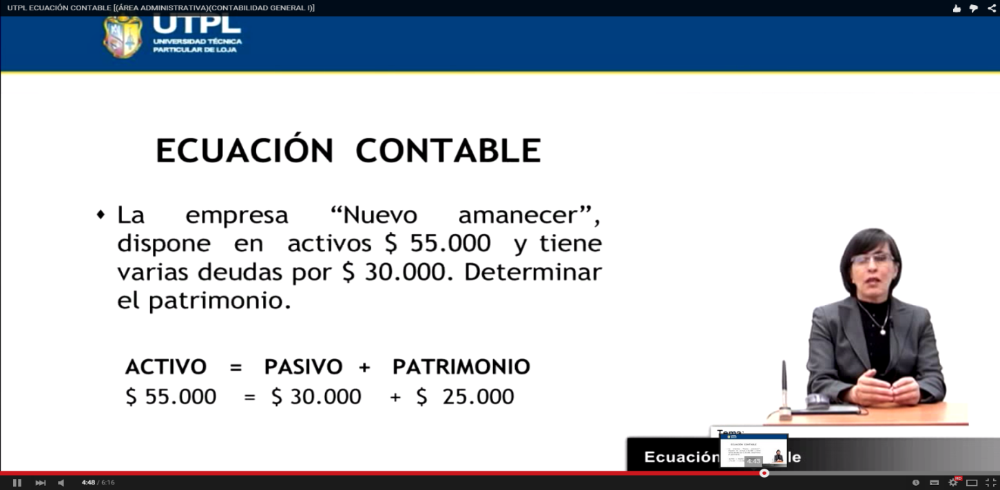 UTPL ECUACIÓN CONTABLE [(ÁREA ADMINISTRATIVA)(CONTABILIDAD GENERAL I)]
UTPL
UNIVERSIDAD TÉCNICA
PARTICULAR DE LOJA
ECUACIÓN CONTABLE
La empresa “Nuevo amanecer”,
dispone en activos $ 55.000 y tiene
varias deudas por $ 30.000. Determinar
el patrimonio.
ACTIVO = PASIVO + PATRIMONIO
$ 55.000 = $ 30.000 + $ 25.000
Tema:
Ecuación le
4:43
4:48 / 6:16
HD